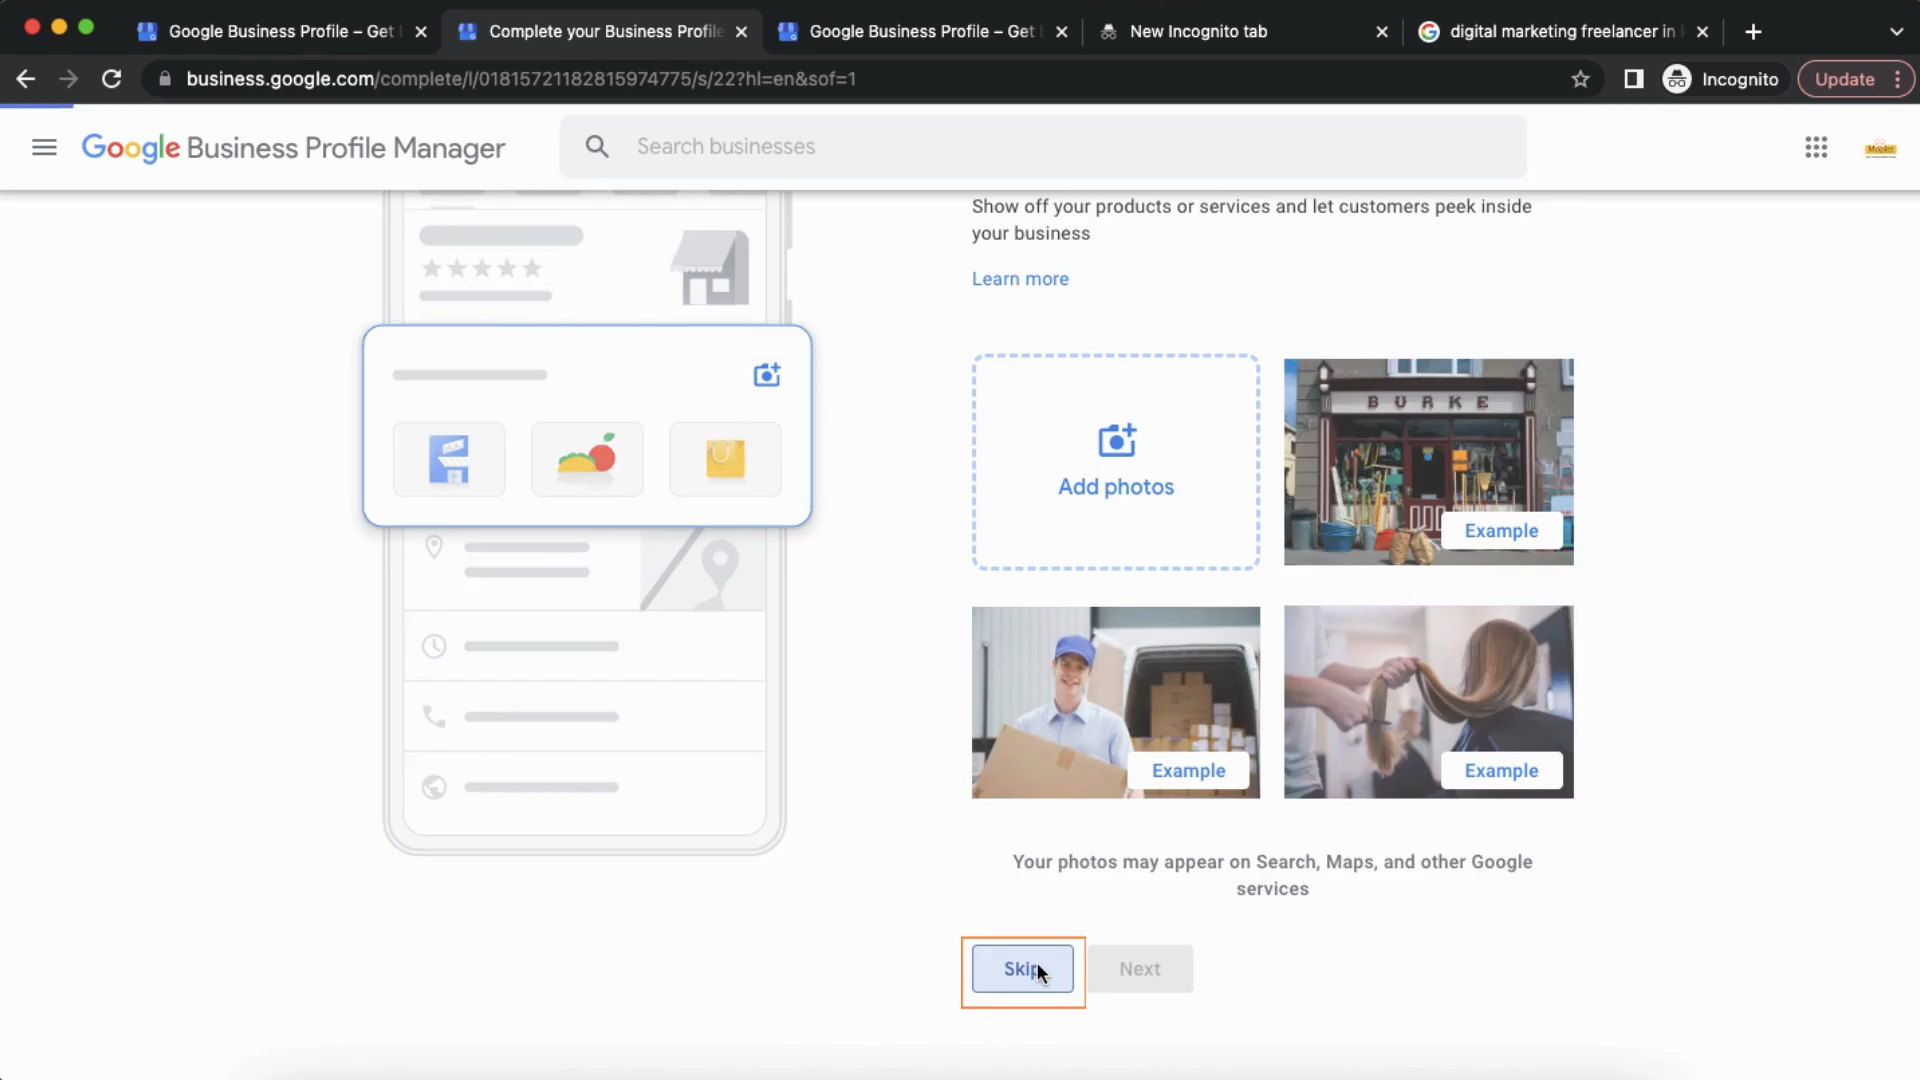 Google Business Profile – Get
Complete your Business Profile
Google Business Profile – Get
New Incognito tab
digital marketing freelancer in
business.google.com/complete/l/01815721182815974775/s/22?hl=en&sof=1
Incognito
Update
Google Business Profile Manager
Search businesses
Show off your products or services and let customers peek inside
your business
Learn more
Add photos
BURKE
Example
Example
Example
Your photos may appear on Search, Maps, and other Google
services
Skip
Next